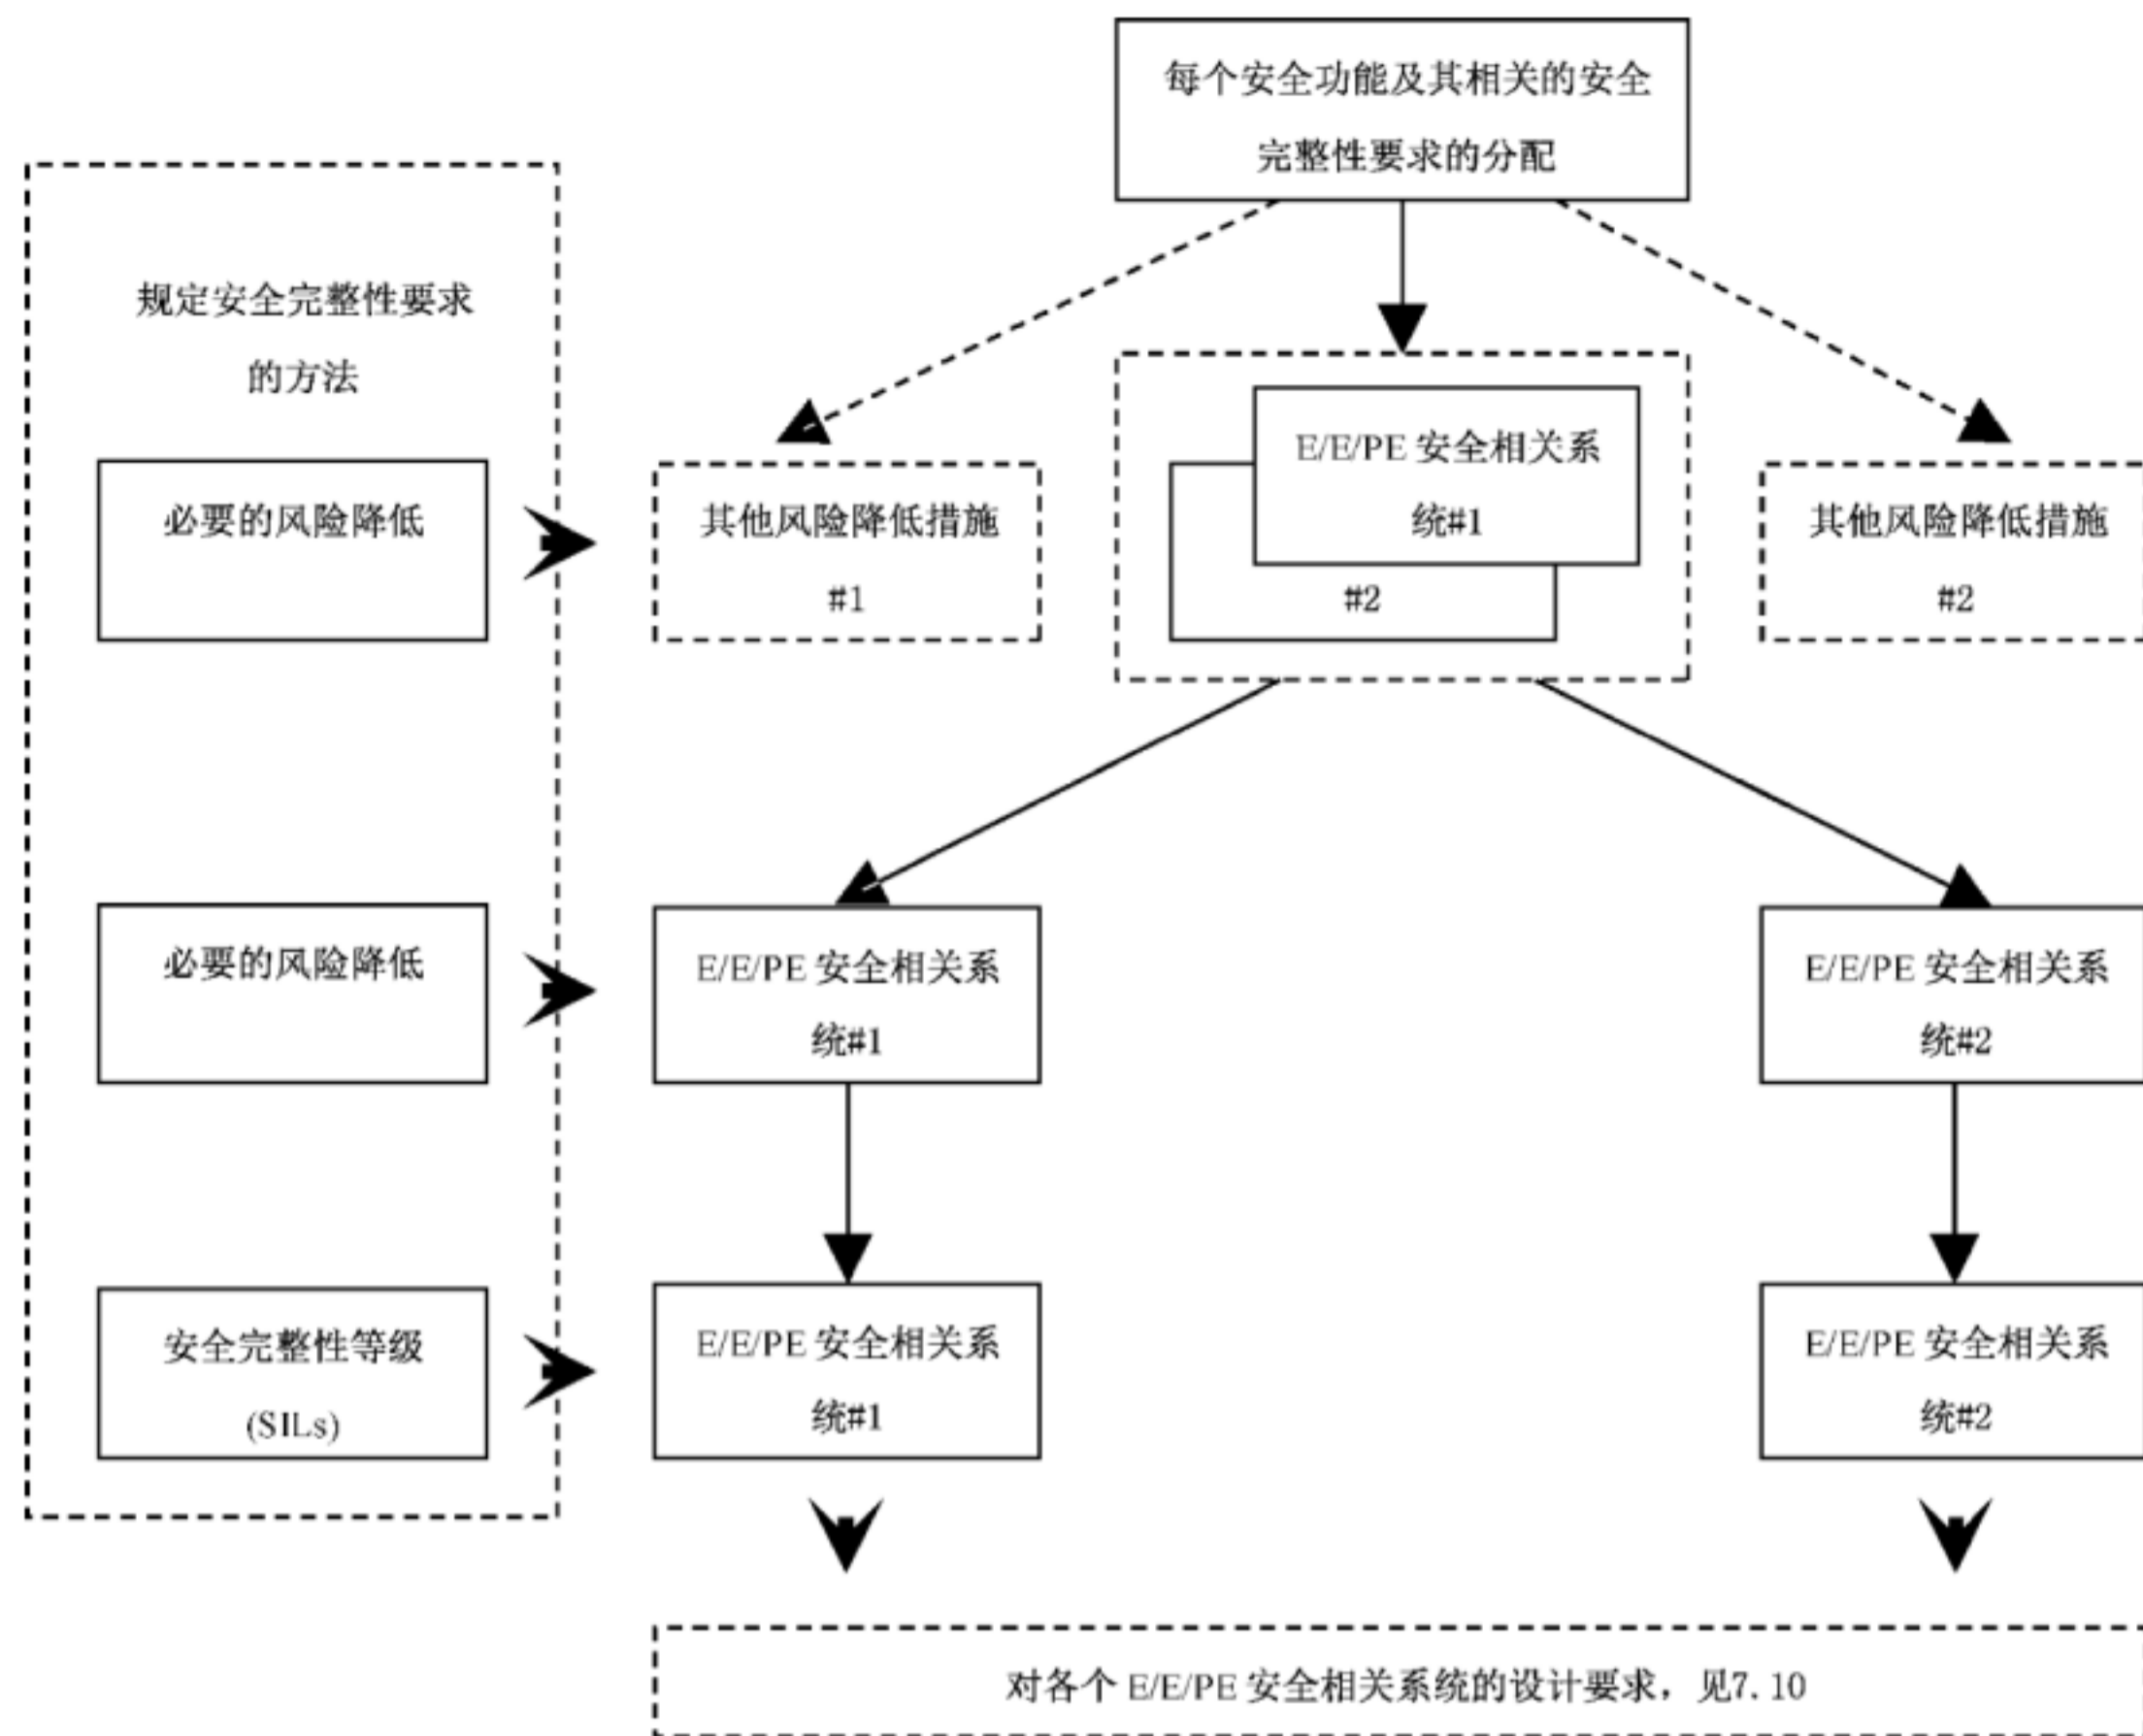 每个安全功能及其相关的安全
完整性要求的分配
规定安全完整性要求
的方法
必要的风险降低
其他风险降低措施
#1
E/E/PE 安全相关系
统#1
#2
其他风险降低措施
#2
必要的风险降低
E/E/PE 安全相关系
统#1
E/E/PE 安全相关系
统#2
安全完整性等级
(SILs)
E/E/PE 安全相关系
统#1
E/E/PE 安全相关系
统#2
对各个 E/E/PE 安全相关系统的设计要求，见7.10